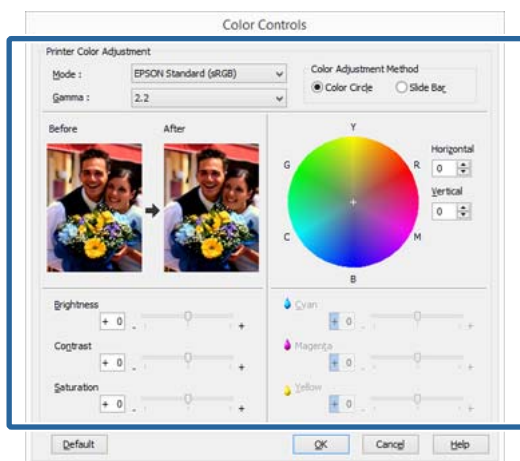 Color Controls
Printer Color Adjustment
Mode : EPSON Standard (sRGB)
Gamma : 2.2
Color Adjustment Method
Color Circle Slide Bar
Before After
Y
G R
C M
B
Horizontal
0
Vertical
0
Brightness
+ 0 - +
Contrast
+ 0 - +
Saturation
+ 0 - +
Cyan
+ 0 - +
Magenta
+ 0 - +
Yellow
+ 0 - +
Default OK Cancel Help